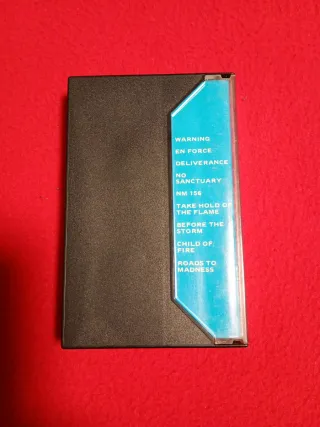 WARNING
EN FORCE
DELIVERANCE
NO
SANCTUARY
NM 156
TAKE HOLD OF
THE FLAME
BEFORE THE
STORM
CHILD OF
FIRE
ROADS TO
MADNESS